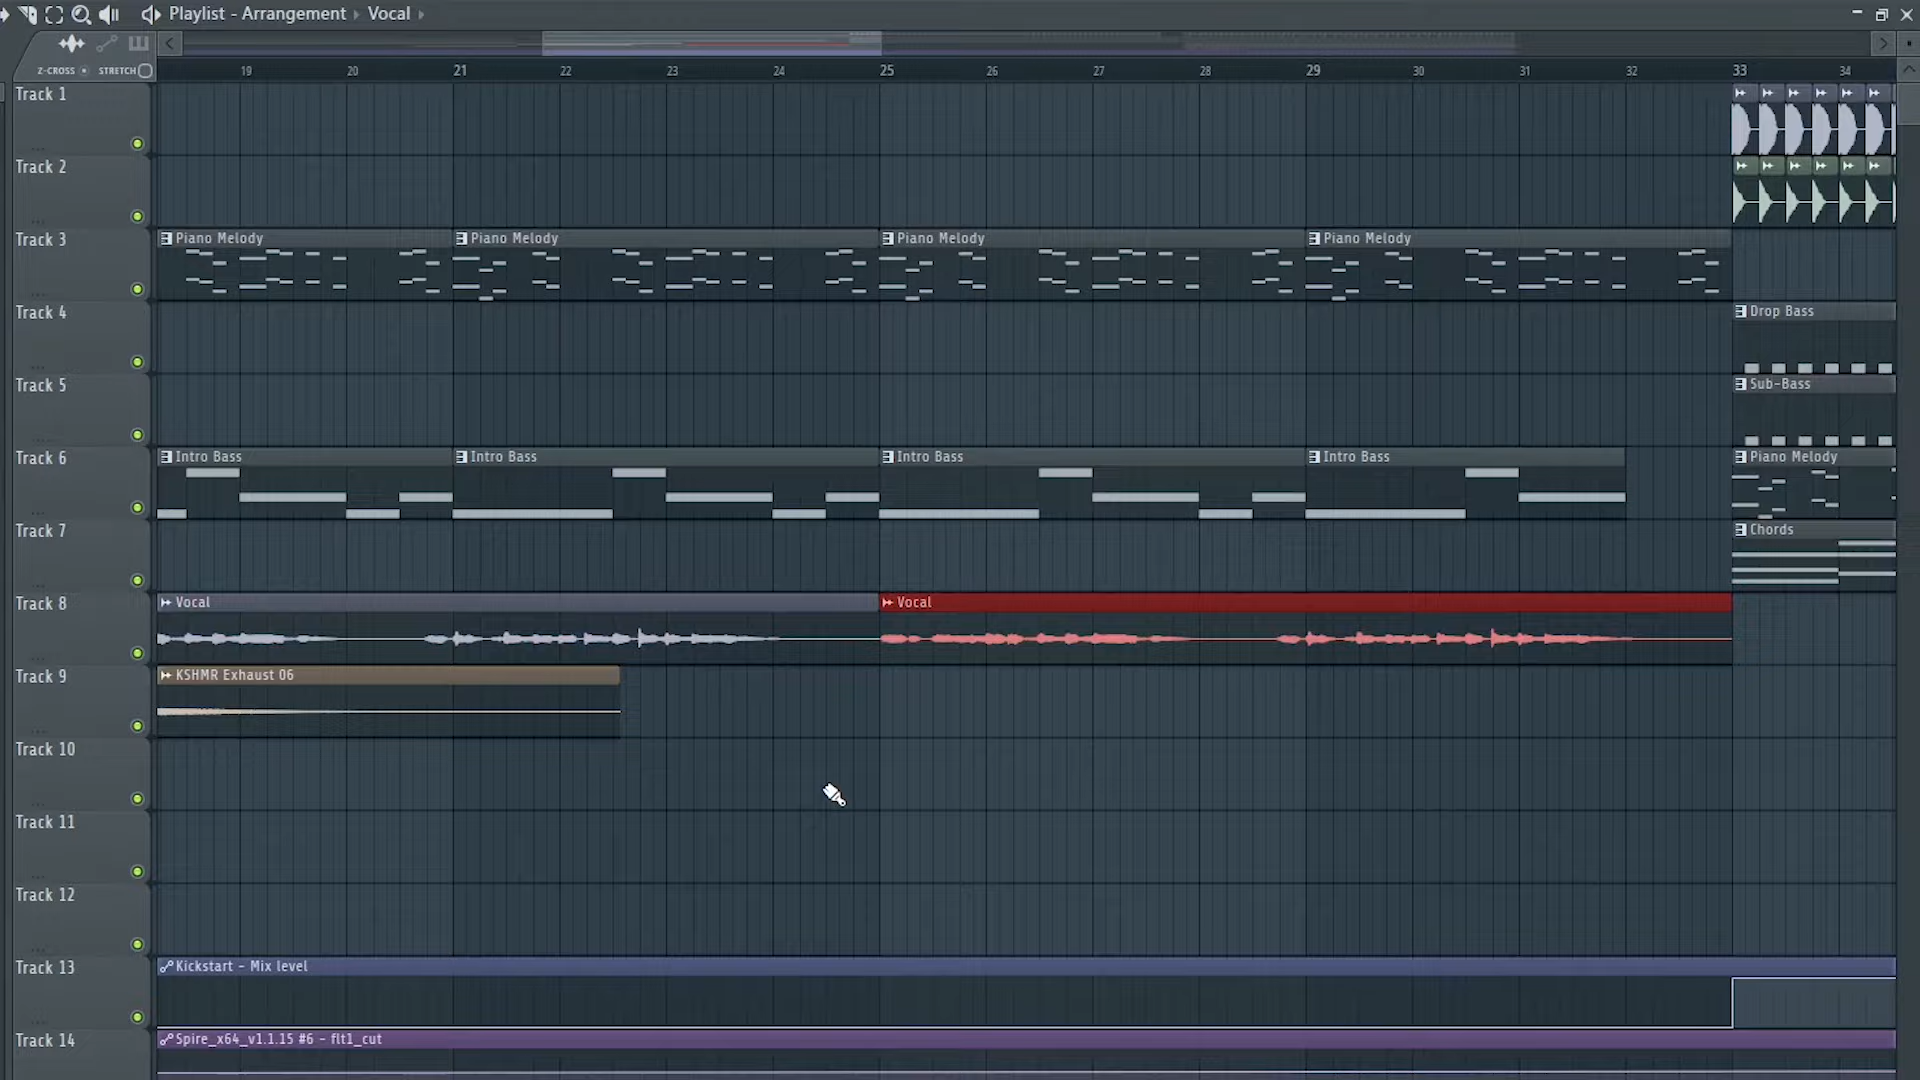 Playlist - Arrangement › Vocal ›
Z-CROSS STRETCH
19 20 21 22 23 24 25 26 27 28 29 30 31 32 33 34
Track 1
Track 2
Track 3
Piano Melody Piano Melody Piano Melody Piano Melody
Track 4
Drop Bass
Track 5
Sub-Bass
Track 6
Intro Bass Intro Bass Intro Bass Intro Bass Piano Melody
Track 7
Chords
Track 8
Vocal Vocal
Track 9
KSHMR Exhaust 06
Track 10
Track 11
Track 12
Track 13
Kickstart - Mix level
Track 14
Spire_x64_v1.1.15 #6 - flt1_cut